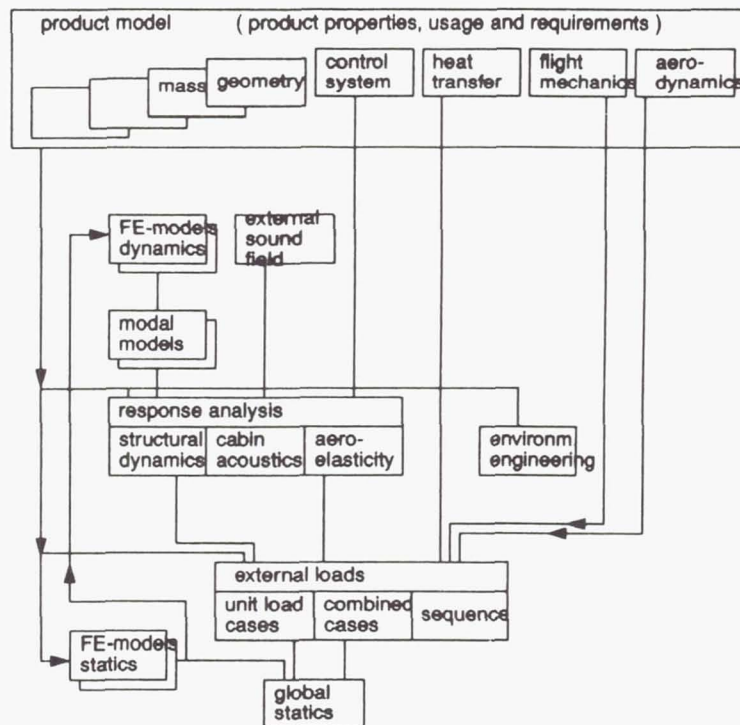 product model ( product properties, usage and requirements )
mass
geometry
control
system
heat
transfer
flight
mechanics
aero-
dynamics
FE-models
dynamics
external
sound
field
modal
models
response analysis
structural
dynamics
cabin
acoustics
aero-
elasticity
environm.
engineering
external loads
unit load
cases
combined
cases
sequence
FE-models
statics
global
statics